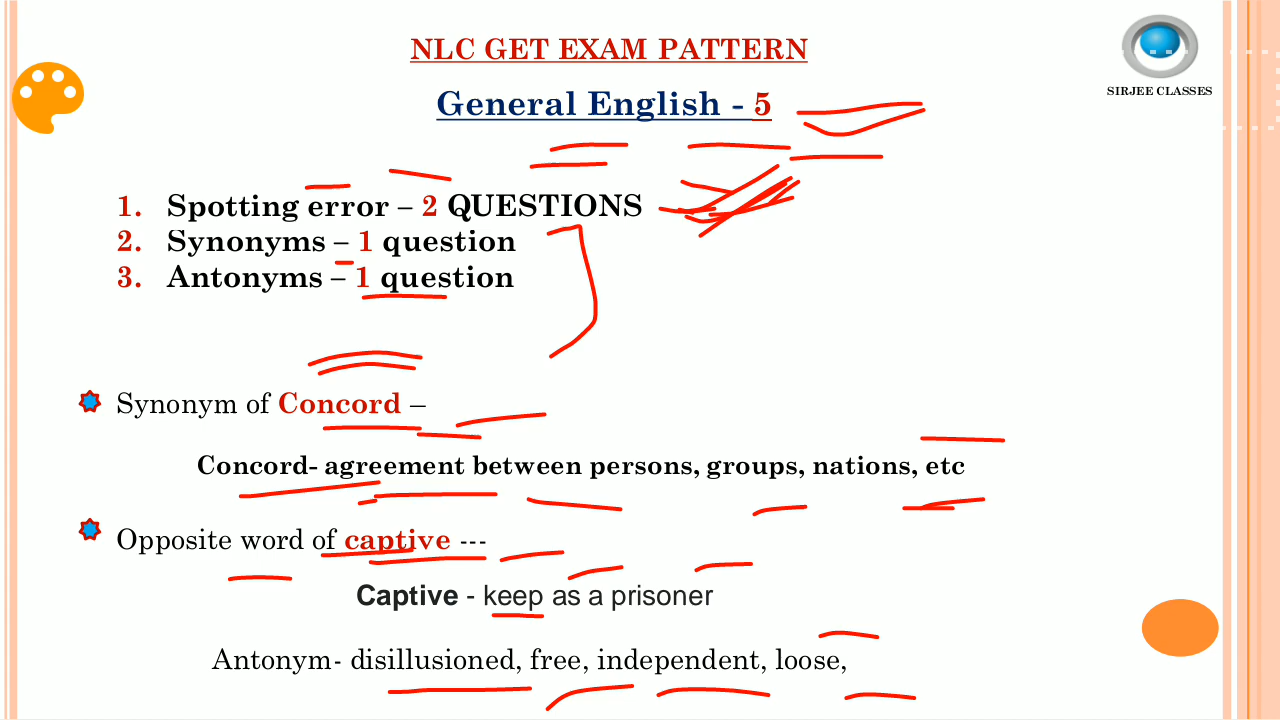 NLC GET EXAM PATTERN
SIRJEE CLASSES
General English - 5
1. Spotting error – 2 QUESTIONS
2. Synonyms – 1 question
3. Antonyms – 1 question
Synonym of Concord –
Concord- agreement between persons, groups, nations, etc
Opposite word of captive ---
Captive - keep as a prisoner
Antonym- disillusioned, free, independent, loose,